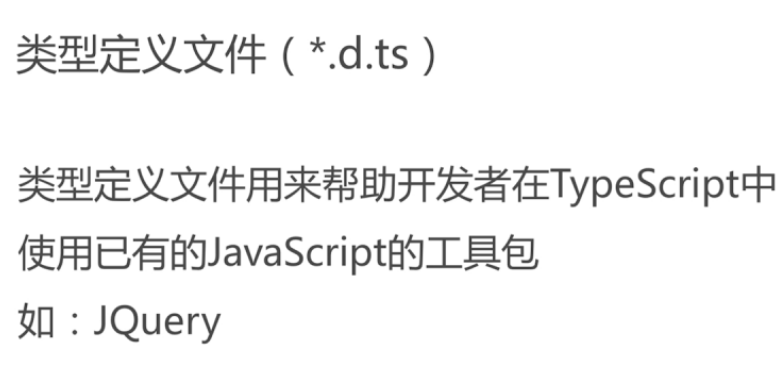 类型定义文件（*.d.ts）
类型定义文件用来帮助开发者在TypeScript中
使用已有的JavaScript的工具包
如：JQuery